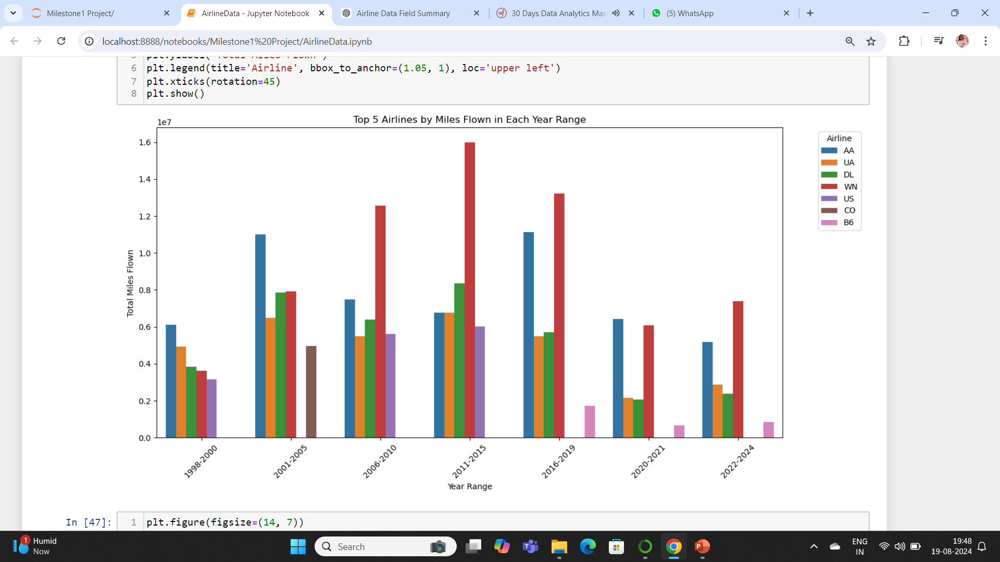 Milestone1 Project/
AirlineData - Jupyter Notebook
Airline Data Field Summary
30 Days Data Analytics Mas
(5) WhatsApp
localhost:8888/notebooks/Milestone1%20Project/AirlineData.ipynb
6 plt.legend(title='Airline', bbox_to_anchor=(1.05, 1), loc='upper left')
7 plt.xticks(rotation=45)
8 plt.show()
Top 5 Airlines by Miles Flown in Each Year Range
1e7
1.6
1.4
1.2
1.0
0.8
0.6
0.4
0.2
0.0
Total Miles Flown
1998-2000
2001-2005
2006-2010
2011-2015
2016-2019
2020-2021
2022-2024
Year Range
Airline
AA
UA
DL
WN
US
CO
B6
In [47]:
1 plt.figure(figsize=(14, 7))
1
Humid
Now
Search
ENG
IN
19:48
19-08-2024